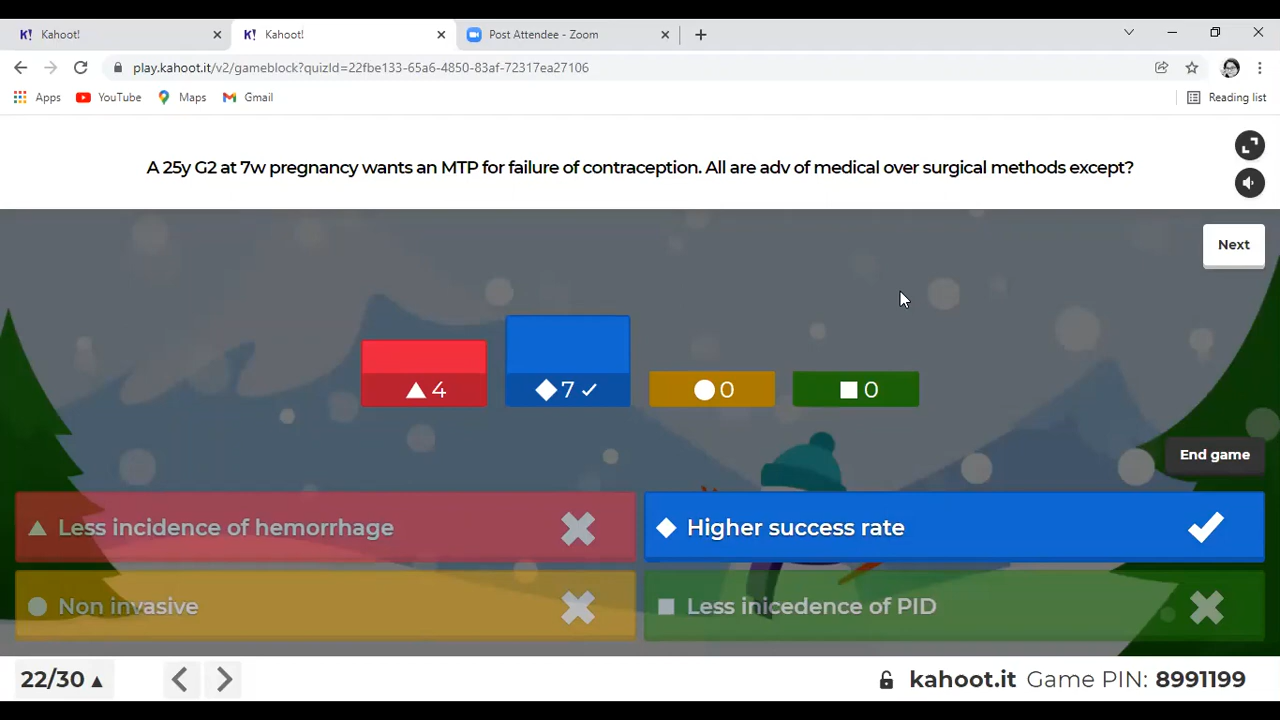 K! Kahoot!
K! Kahoot!
Post Attendee - Zoom
play.kahoot.it/v2/gameblock?quizId=22fbe133-65a6-4850-83af-72317ea27106
Apps
YouTube
Maps
Gmail
Reading list
A 25y G2 at 7w pregnancy wants an MTP for failure of contraception. All are adv of medical over surgical methods except?
Next
4
7
0
0
End game
Less incidence of hemorrhage
Higher success rate
Non invasive
Less inicedence of PID
22/30
kahoot.it Game PIN: 8991199